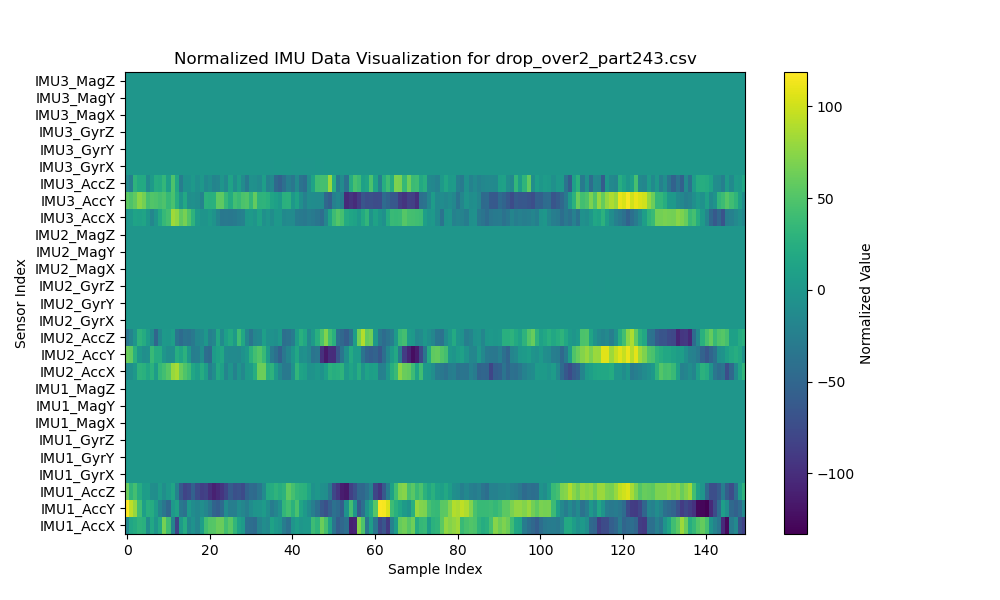 Normalized IMU Data Visualization for drop_over2_part243.csv
IMU3_MagZ
IMU3_MagY
IMU3_MagX
IMU3_GyrZ
IMU3_GyrY
IMU3_GyrX
IMU3_AccZ
IMU3_AccY
IMU3_AccX
IMU2_MagZ
IMU2_MagY
IMU2_MagX
IMU2_GyrZ
IMU2_GyrY
IMU2_GyrX
IMU2_AccZ
IMU2_AccY
IMU2_AccX
IMU1_MagZ
IMU1_MagY
IMU1_MagX
IMU1_GyrZ
IMU1_GyrY
IMU1_GyrX
IMU1_AccZ
IMU1_AccY
IMU1_AccX
Sensor Index
0 20 40 60 80 100 120 140
Sample Index
100
50
0
−50
−100
Normalized Value